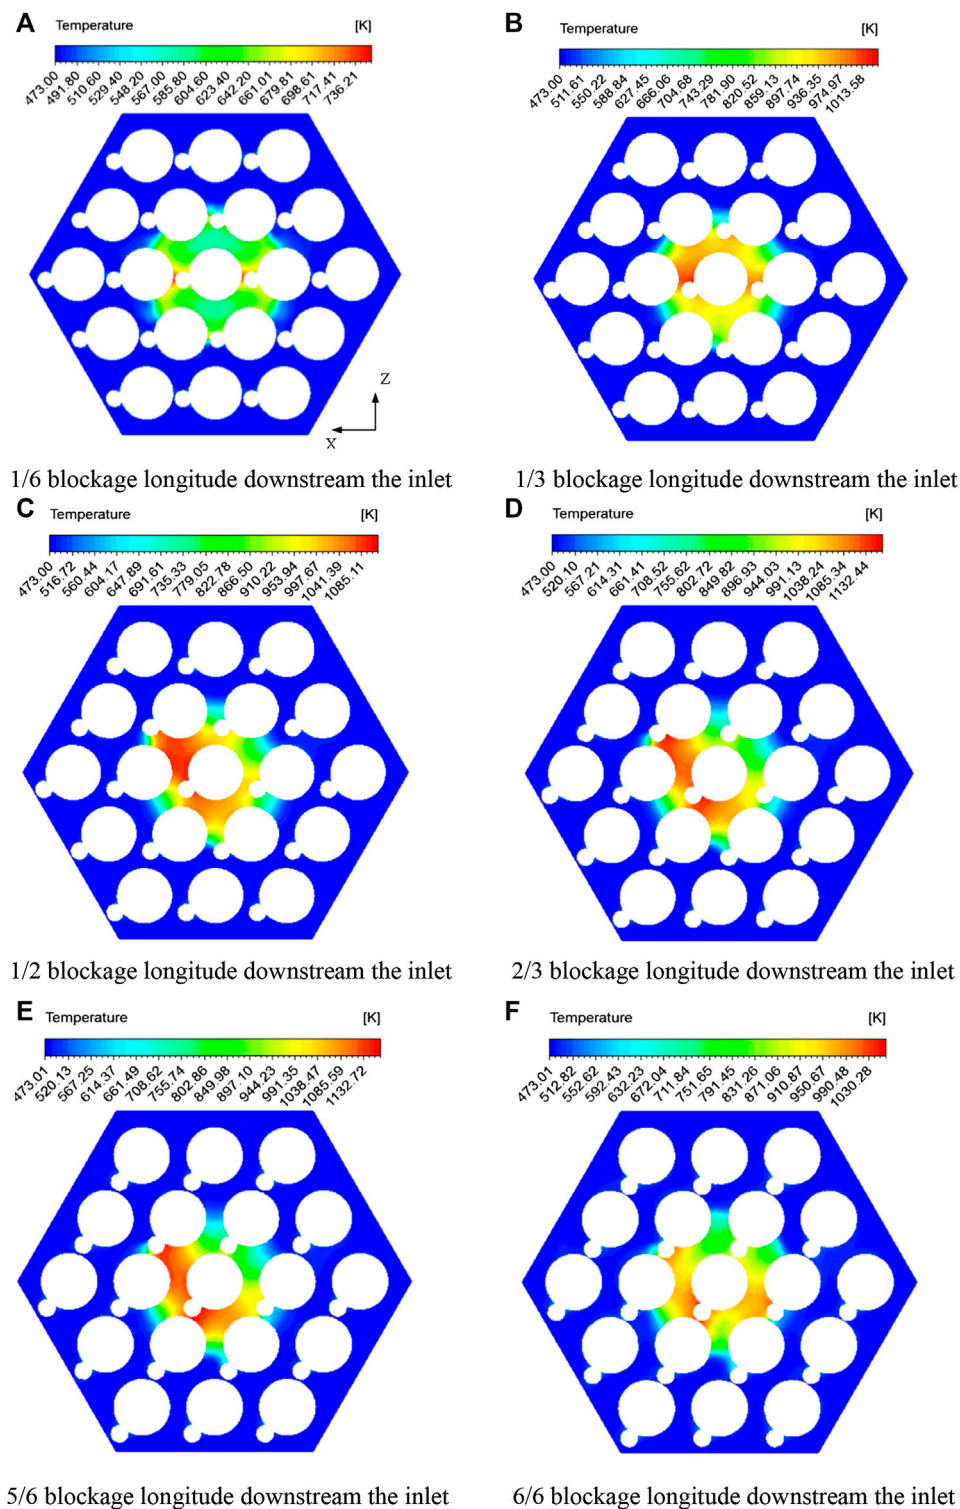 A
Temperature [K]
473.00 491.80 510.60 529.40 548.20 567.00 585.80 604.60 623.40 642.20 661.01 679.81 698.61 717.41 736.21
Z
X
1/6 blockage longitude downstream the inlet
B
Temperature [K]
473.00 511.61 550.22 588.84 627.45 666.06 704.68 743.29 781.90 820.52 859.13 897.74 936.35 974.97 1013.58
1/3 blockage longitude downstream the inlet
C
Temperature [K]
473.00 516.72 560.44 604.17 647.89 691.61 735.33 779.05 822.78 866.50 910.22 953.94 997.67 1041.39 1085.11
1/2 blockage longitude downstream the inlet
D
Temperature [K]
473.00 520.10 567.21 614.31 661.41 708.52 755.62 802.72 849.82 896.93 944.03 991.13 1038.24 1085.34 1132.44
2/3 blockage longitude downstream the inlet
E
Temperature [K]
473.01 520.13 567.25 614.37 661.49 708.62 755.74 802.86 849.98 897.10 944.23 991.35 1038.47 1085.59 1132.72
5/6 blockage longitude downstream the inlet
F
Temperature [K]
473.01 512.82 552.62 592.43 632.23 672.04 711.84 751.65 791.45 831.26 871.06 910.87 950.67 990.48 1030.28
6/6 blockage longitude downstream the inlet